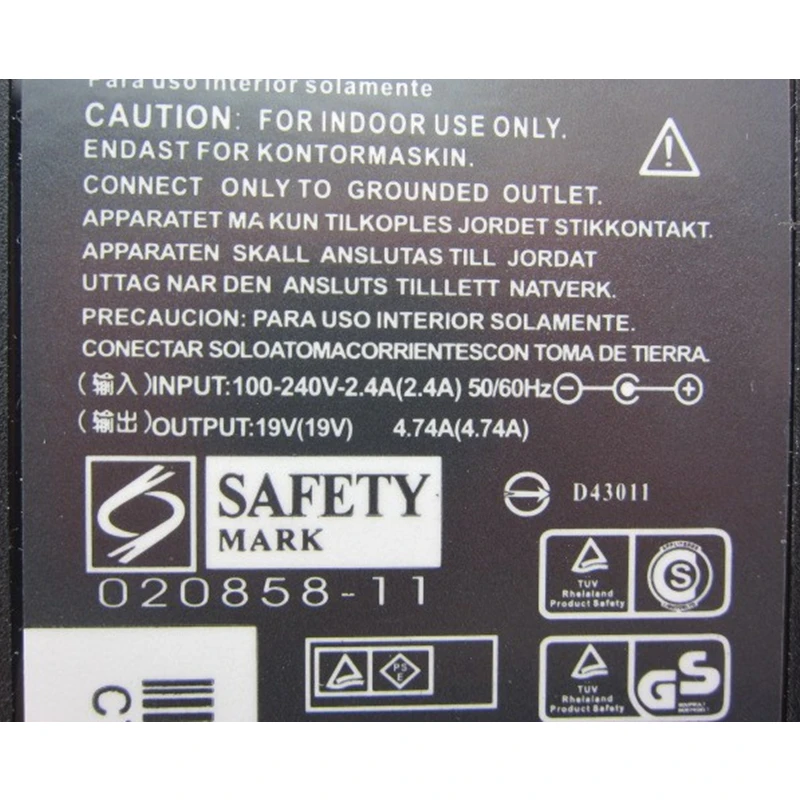 Para uso interior solamente
CAUTION: FOR INDOOR USE ONLY.
ENDAST FOR KONTORMASKIN.
CONNECT ONLY TO GROUNDED OUTLET.
APPARATET MA KUN TILKOPLES JORDET STIKKONTAKT.
APPARATEN SKALL ANSLUTAS TILL JORDAT
UTTAG NAR DEN ANSLUTS TILLLETT NATVERK.
PRECAUCION: PARA USO INTERIOR SOLAMENTE.
CONECTAR SOLOATOMACORRIENTESCON TOMA DE TIERRA.
(输入)INPUT:100-240V-2.4A(2.4A) 50/60Hz
(输出)OUTPUT:19V(19V) 4.74A(4.74A)
SAFETY
MARK
020858-11
D43011
TUV
Rhelaland
Product Safety
S
PS
E
TUV
Rhelaland
Product Safety
GS